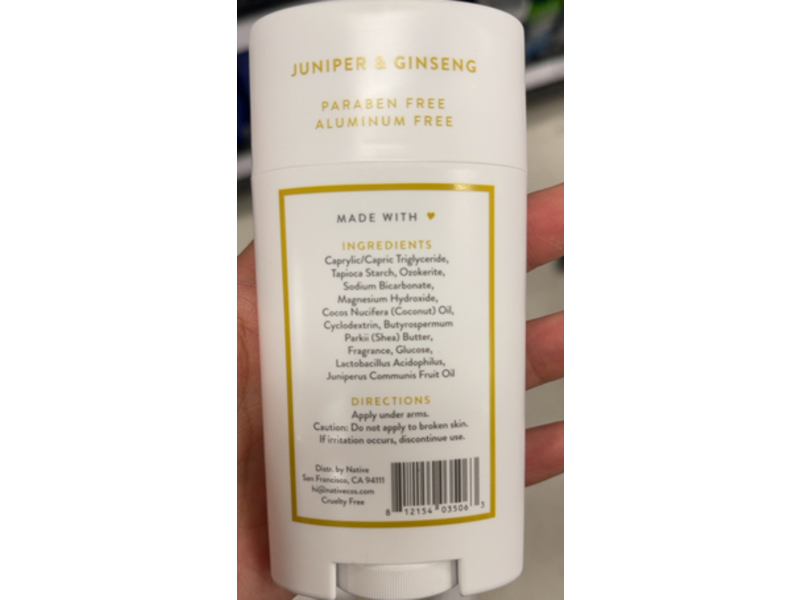 JUNIPER & GINSENG
PARABEN FREE
ALUMINUM FREE
MADE WITH ♥
INGREDIENTS
Caprylic/Capric Triglyceride,
Tapioca Starch, Ozokerite,
Sodium Bicarbonate,
Magnesium Hydroxide,
Cocos Nucifera (Coconut) Oil,
Cyclodextrin, Butyrospermum
Parkii (Shea) Butter,
Fragrance, Glucose,
Lactobacillus Acidophilus,
Juniperus Communis Fruit Oil
DIRECTIONS
Apply under arms.
Caution: Do not apply to broken skin.
If irritation occurs, discontinue use.
Distr. by Native
San Francisco, CA 94111
hi@nativecos.com
Cruelty Free
8 12154 03506 3